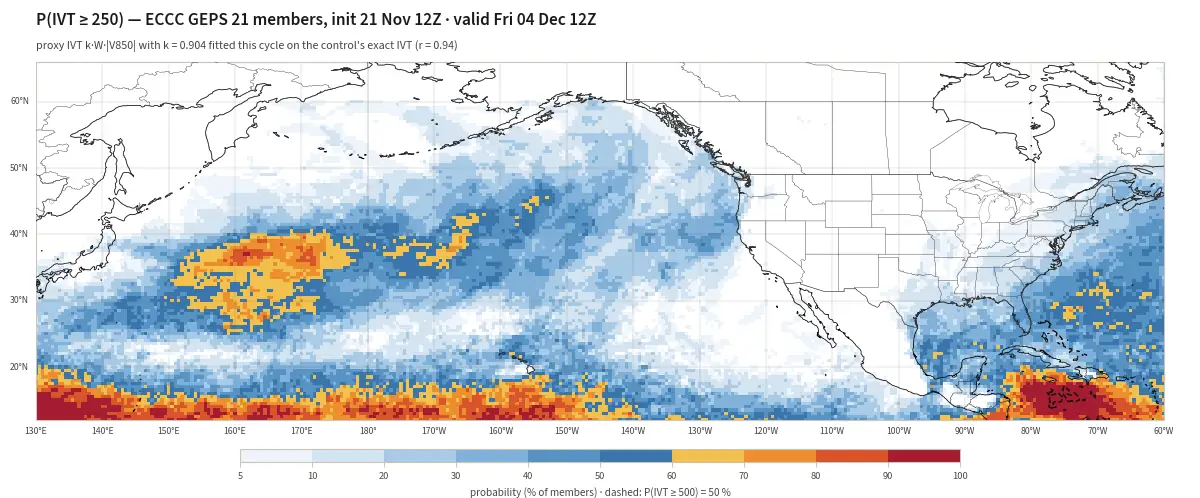 P(IVT ≥ 250) — ECCC GEPS 21 members, init 21 Nov 12Z · valid Fri 04 Dec 12Z
proxy IVT k·W·|V850| with k = 0.904 fitted this cycle on the control's exact IVT (r = 0.94)
60°N
50°N
40°N
30°N
20°N
130°E 140°E 150°E 160°E 170°E 180° 170°W 160°W 150°W 140°W 130°W 120°W 110°W 100°W 90°W 80°W 70°W 60°W
5 10 20 30 40 50 60 70 80 90 100
probability (% of members) · dashed: P(IVT ≥ 500) = 50 %